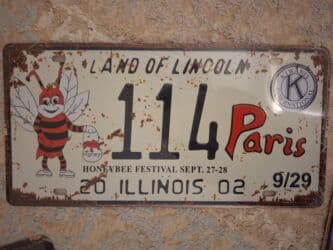 LAND OF LINCOLN
K
114 Paris
HONEYBEE FESTIVAL SEPT. 27-28
20 ILLINOIS 02
9/29